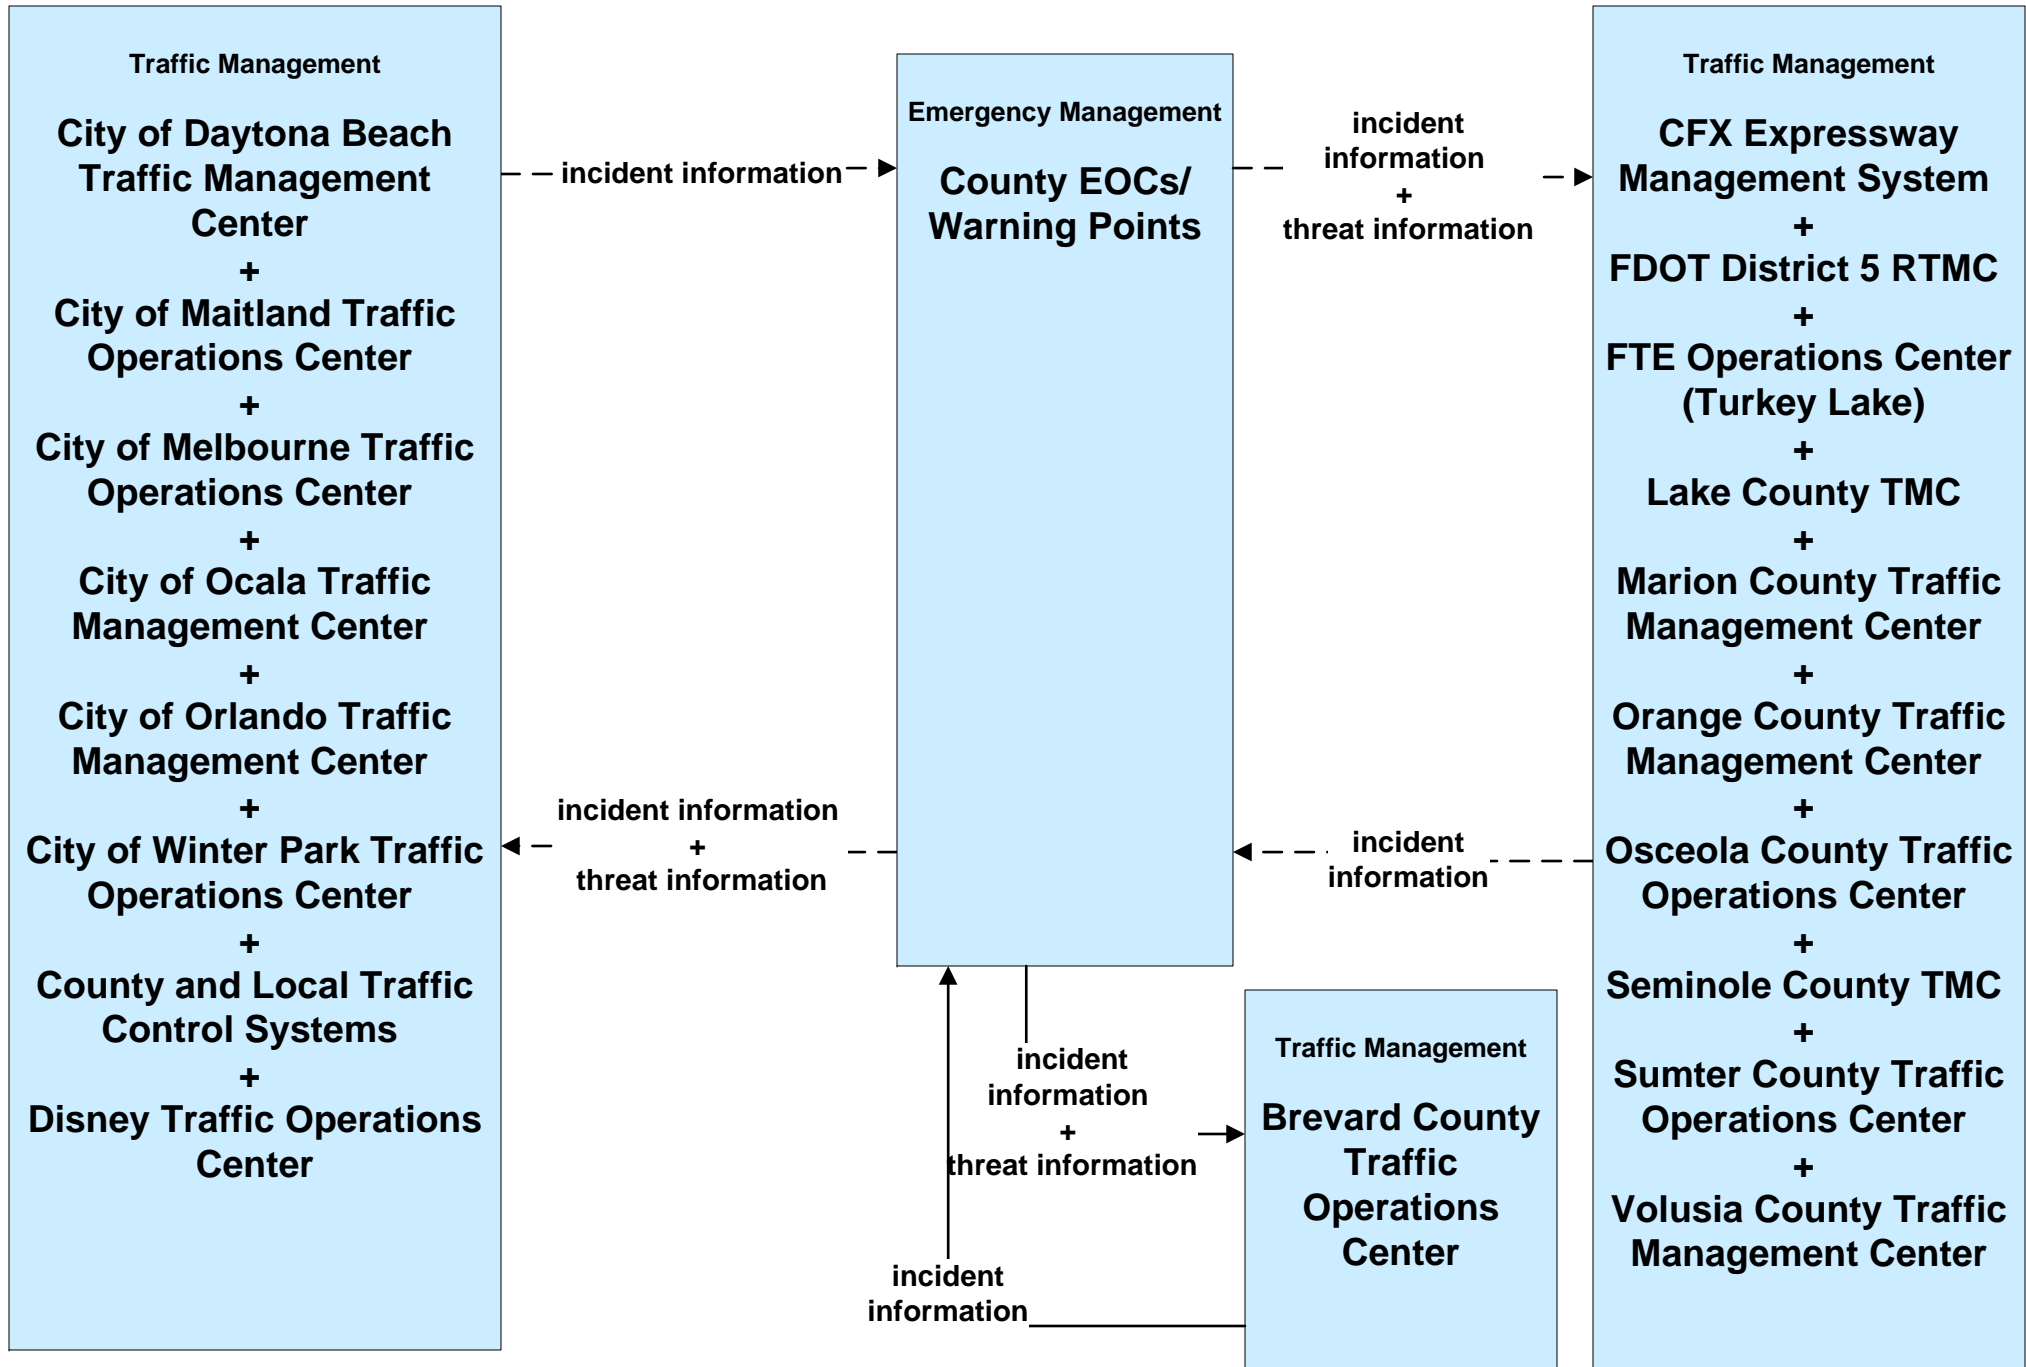 Traffic Management
City of Daytona Beach
Traffic Management
Center
+
City of Maitland Traffic
Operations Center
+
City of Melbourne Traffic
Operations Center
+
City of Ocala Traffic
Management Center
+
City of Orlando Traffic
Management Center
+
City of Winter Park Traffic
Operations Center
+
County and Local Traffic
Control Systems
+
Disney Traffic Operations
Center
incident information
incident information
+
threat information
Emergency Management
County EOCs/
Warning Points
incident
information
+
threat information
incident
information
incident
information
+
threat information
incident
information
Traffic Management
Brevard County
Traffic
Operations
Center
Traffic Management
CFX Expressway
Management System
+
FDOT District 5 RTMC
+
FTE Operations Center
(Turkey Lake)
+
Lake County TMC
+
Marion County Traffic
Management Center
+
Orange County Traffic
Management Center
+
Osceola County Traffic
Operations Center
+
Seminole County TMC
+
Sumter County Traffic
Operations Center
+
Volusia County Traffic
Management Center